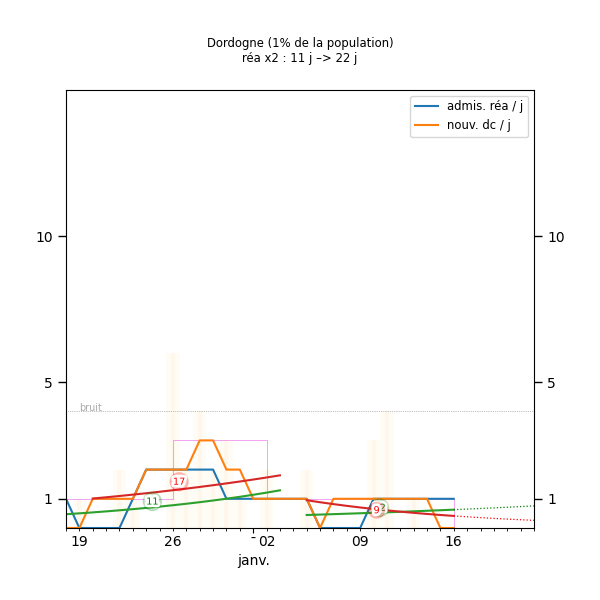 Dordogne (1% de la population)
réa x2 : 11 j –> 22 j
admis. réa / j
nouv. dc / j
10
10
5
5
bruit
17
11
9
1
1
19
26
02
09
16
janv.